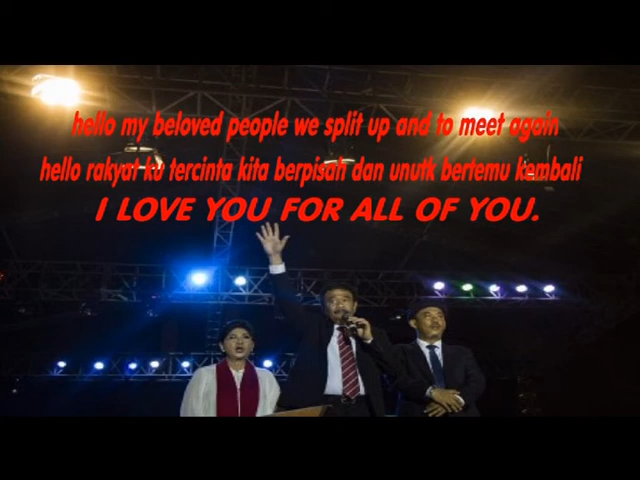 hello my beloved people we split up and to meet again
hello rakyat ku tercinta kita berpisah dan unutk bertemu kembali
I LOVE YOU FOR ALL OF YOU.